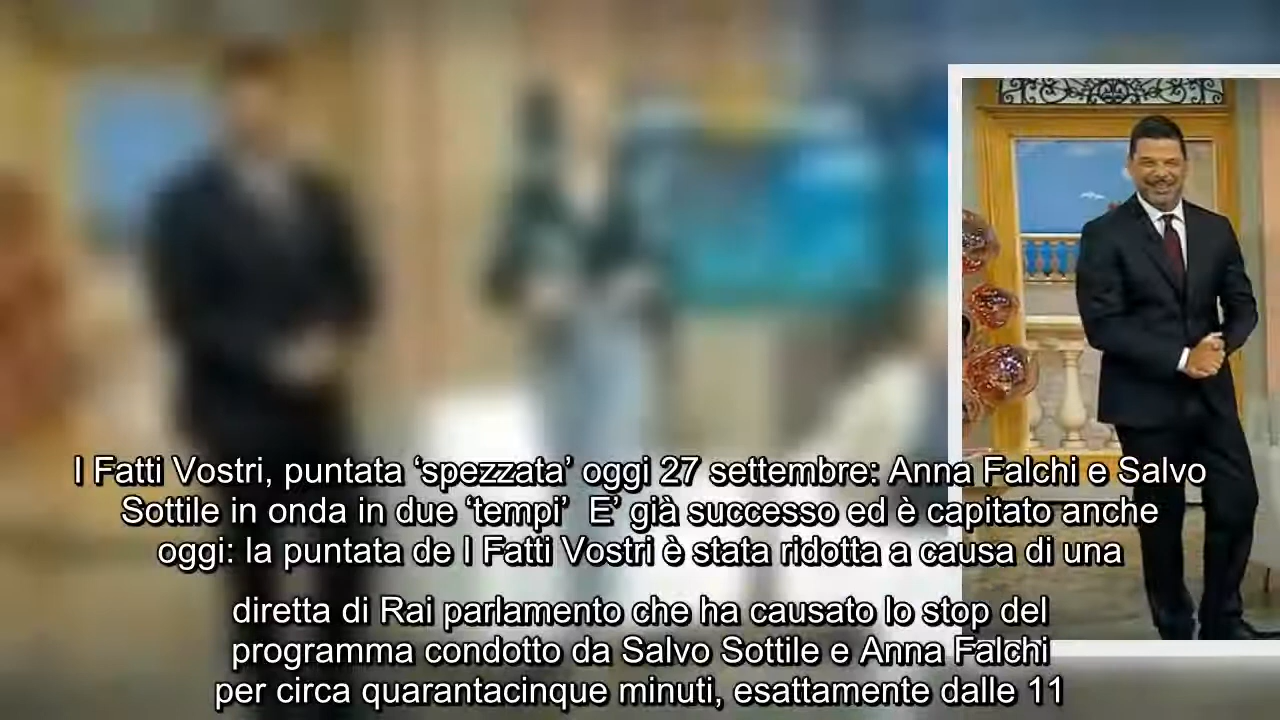 I Fatti Vostri, puntata ‘spezzata’ oggi 27 settembre: Anna Falchi e Salvo
Sottile in onda in due ‘tempi’  E’ già successo ed è capitato anche
oggi: la puntata de I Fatti Vostri è stata ridotta a causa di una
diretta di Rai parlamento che ha causato lo stop del
programma condotto da Salvo Sottile e Anna Falchi
per circa quarantacinque minuti, esattamente dalle 11